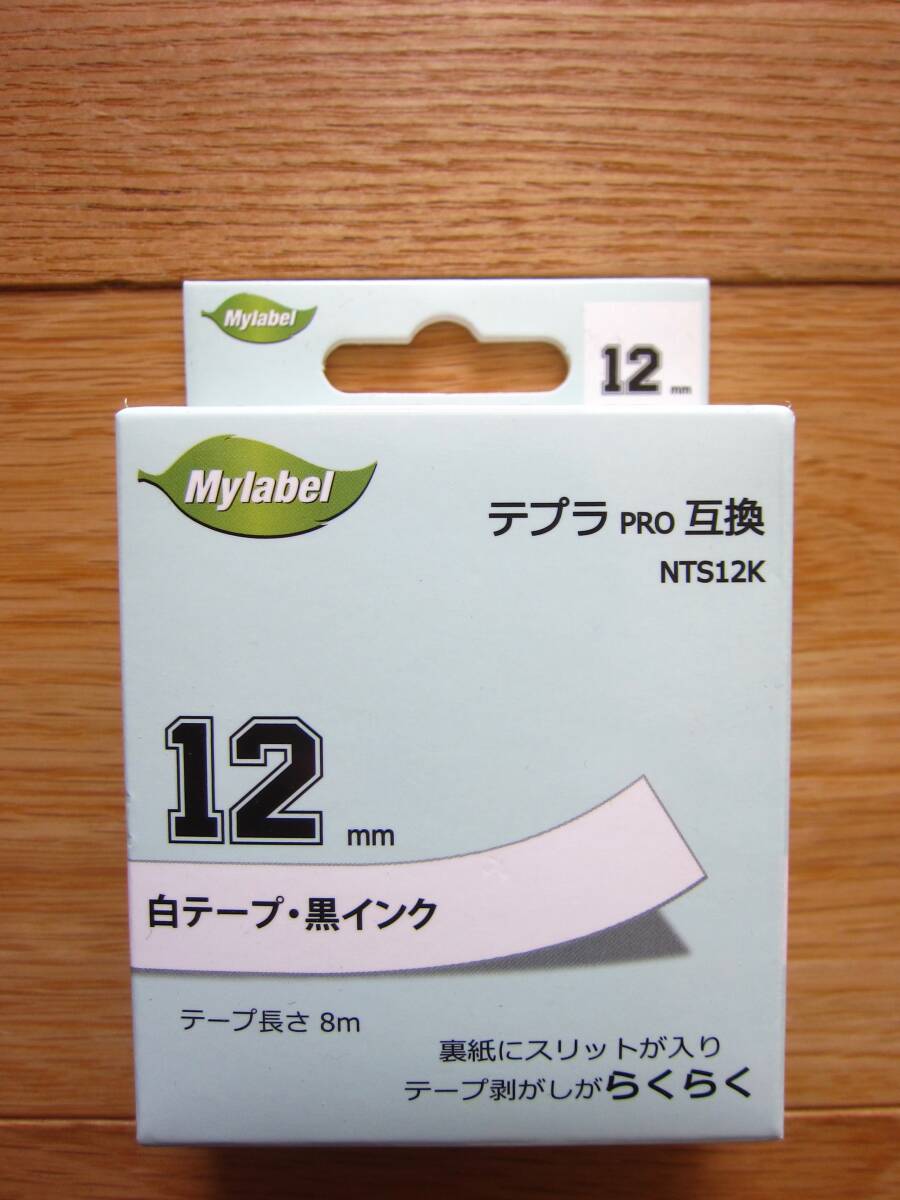 Mylabel
12 mm
Mylabel
テプラ PRO 互換
NTS12K
12 mm
白テープ・黒インク
テープ長さ 8m
裏紙にスリットが入り
テープ剥がしがらくらく